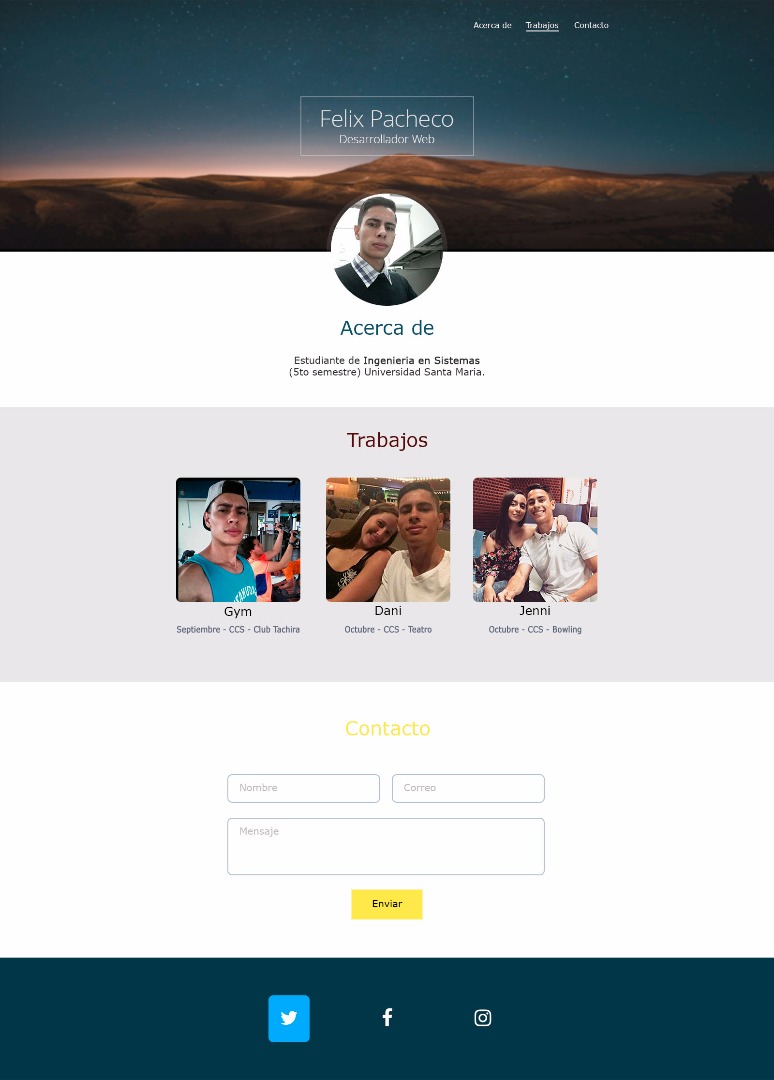 Acerca de Trabajos Contacto
Felix Pacheco
Desarrollador Web
Acerca de
Estudiante de Ingenieria en Sistemas
(5to semestre) Universidad Santa Maria.
Trabajos
Gym Dani Jenni
Septiembre - CCS - Club Tachira Octubre - CCS - Teatro Octubre - CCS - Bowling
Contacto
Nombre Correo
Mensaje
Enviar